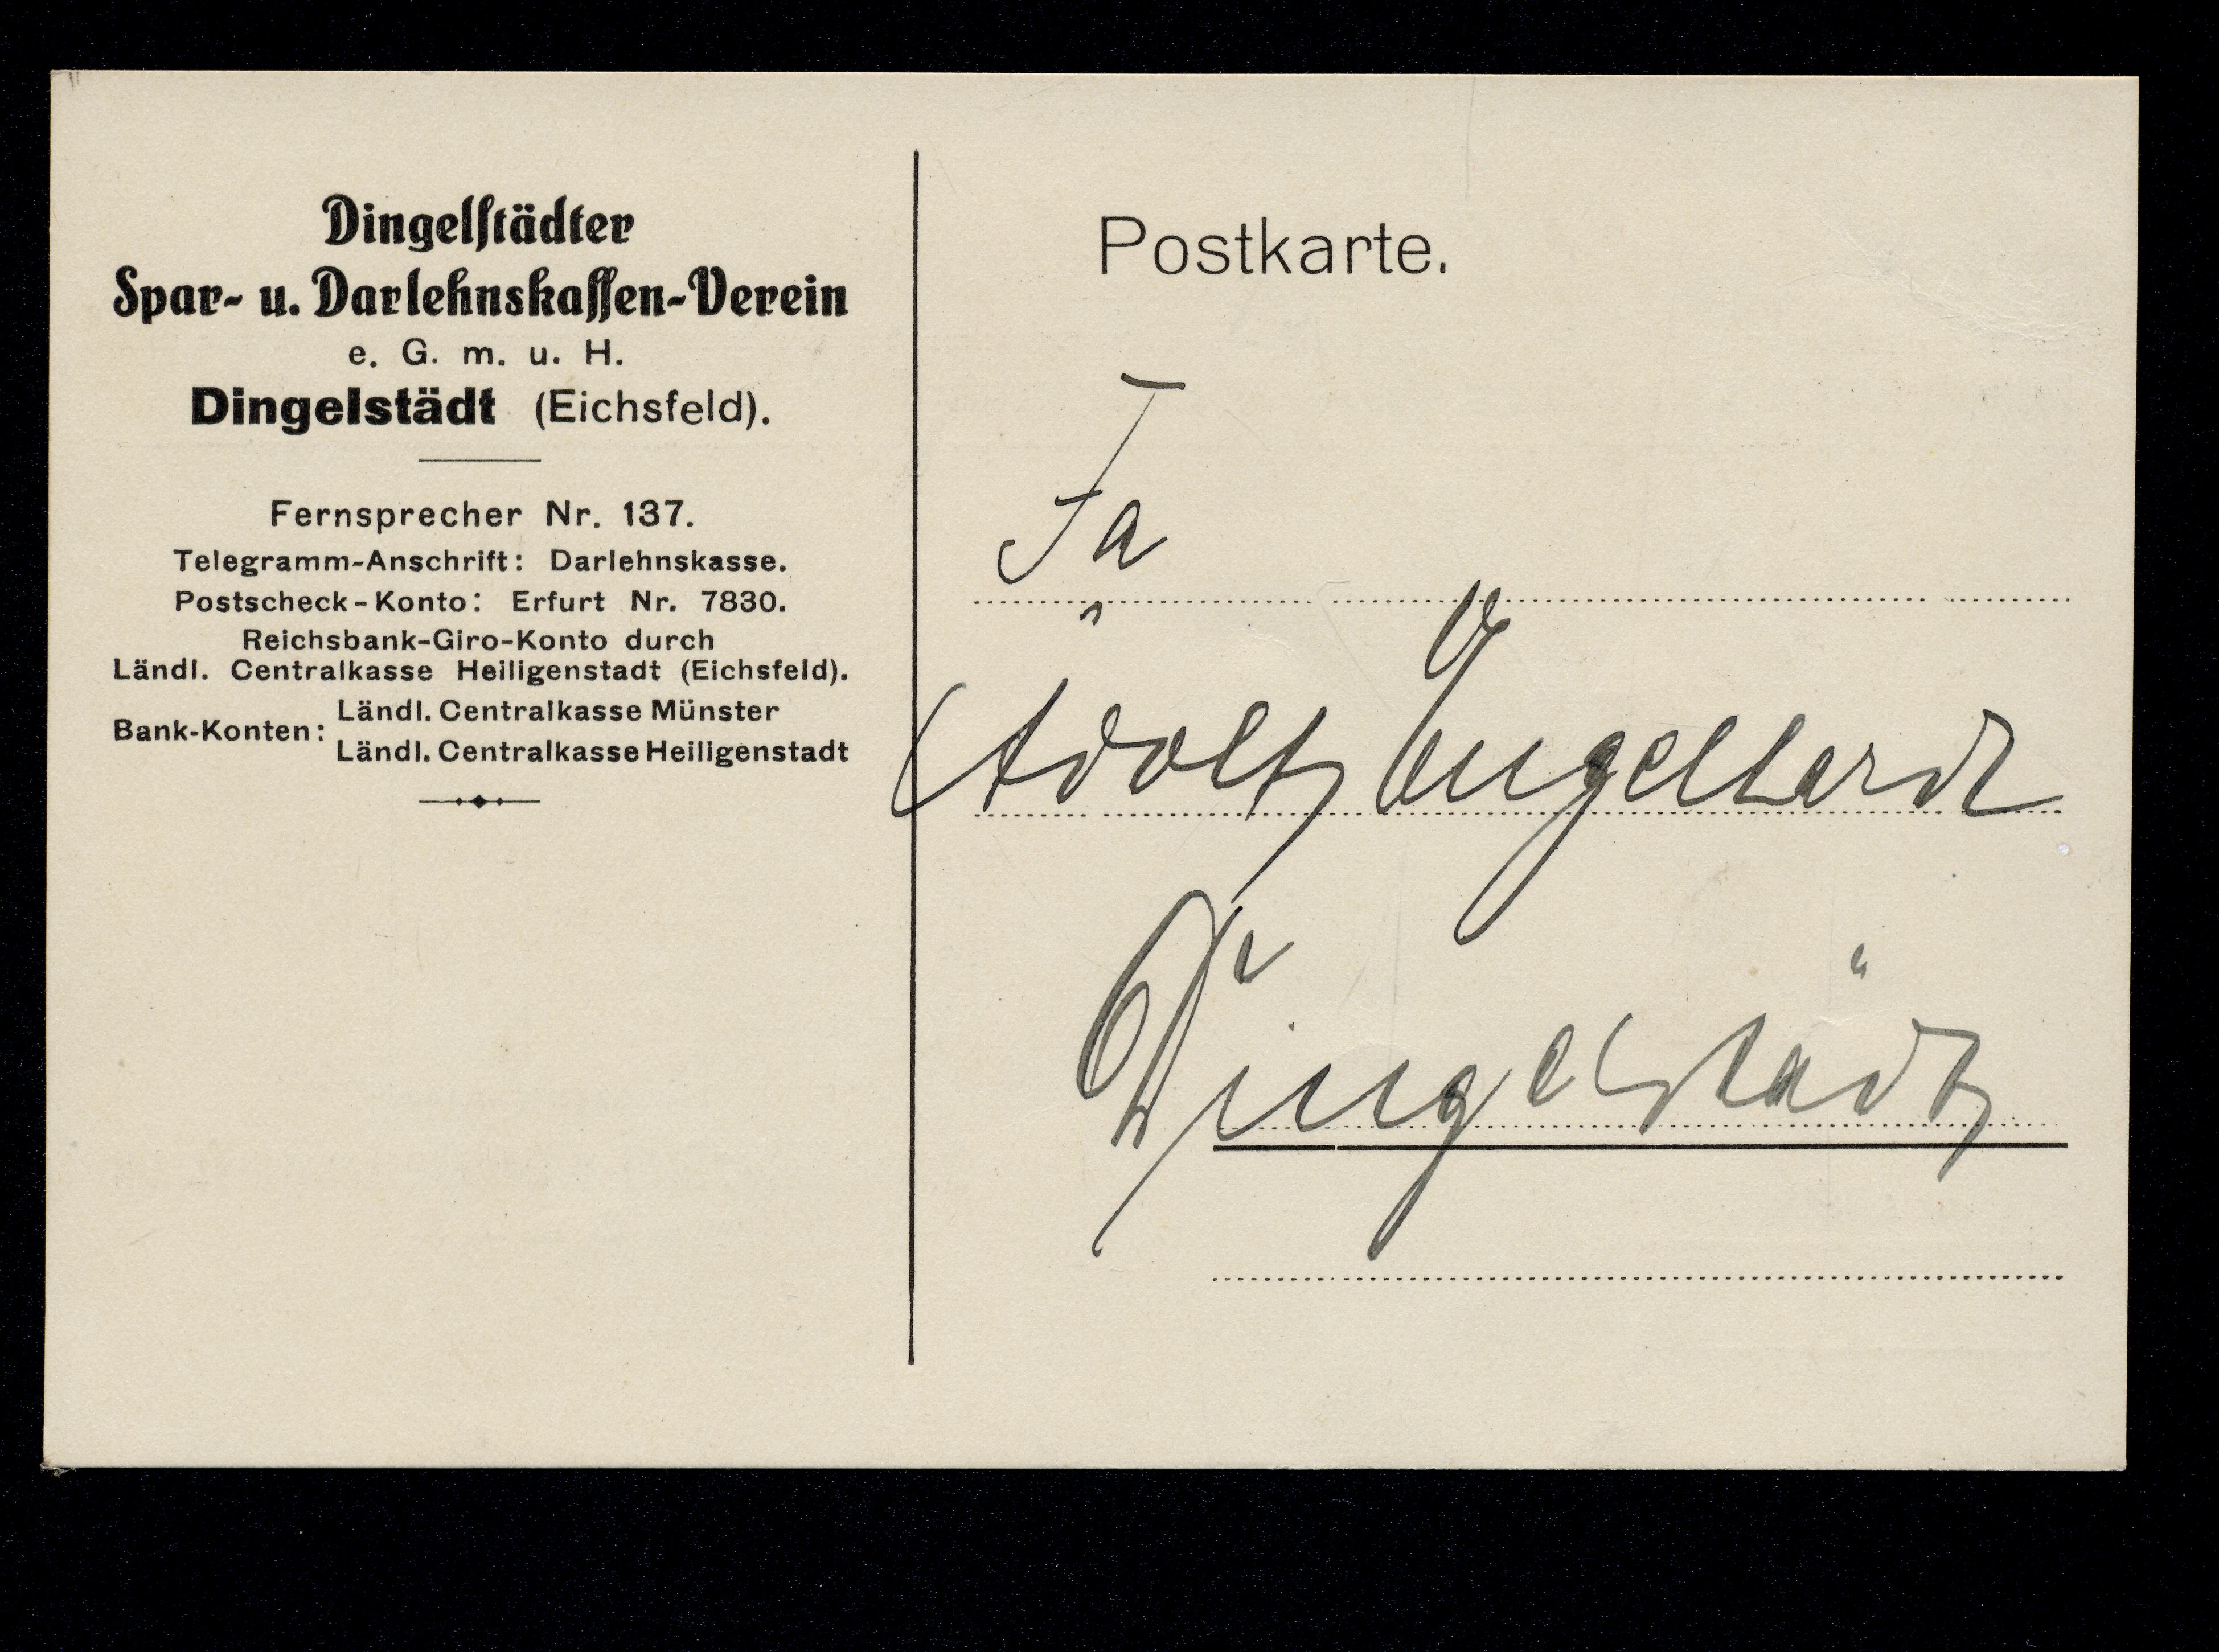 Dingelſtädter
Spar- u. Darlehnskaſſen-Verein
e. G. m. u. H.
Dingelstädt (Eichsfeld).
Fernsprecher Nr. 137.
Telegramm-Anschrift: Darlehnskasse.
Postscheck-Konto: Erfurt Nr. 7830.
Reichsbank-Giro-Konto durch
Ländl. Centralkasse Heiligenstadt (Eichsfeld).
Bank-Konten:
Ländl. Centralkasse Münster
Ländl. Centralkasse Heiligenstadt
Postkarte.
Fa
Adolf Engelhardt
Dingelstädt